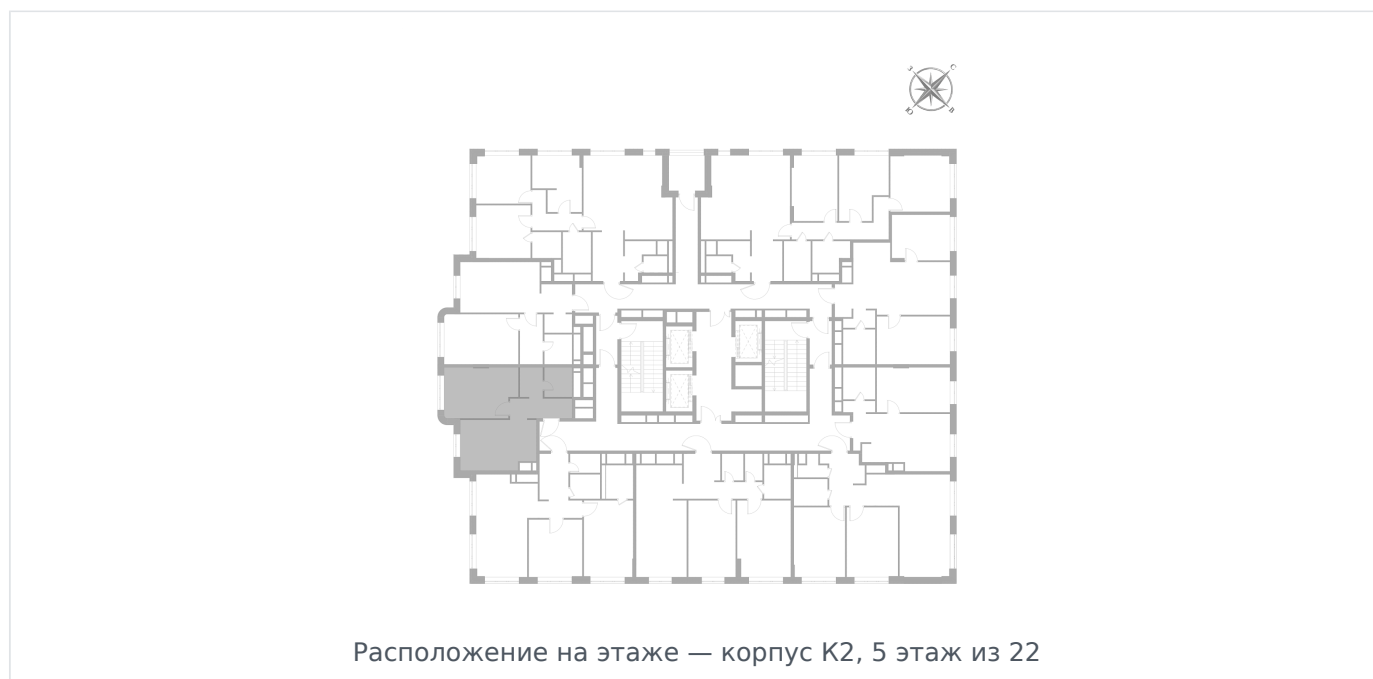 З С
Ю В
Расположение на этаже — корпус К2, 5 этаж из 22